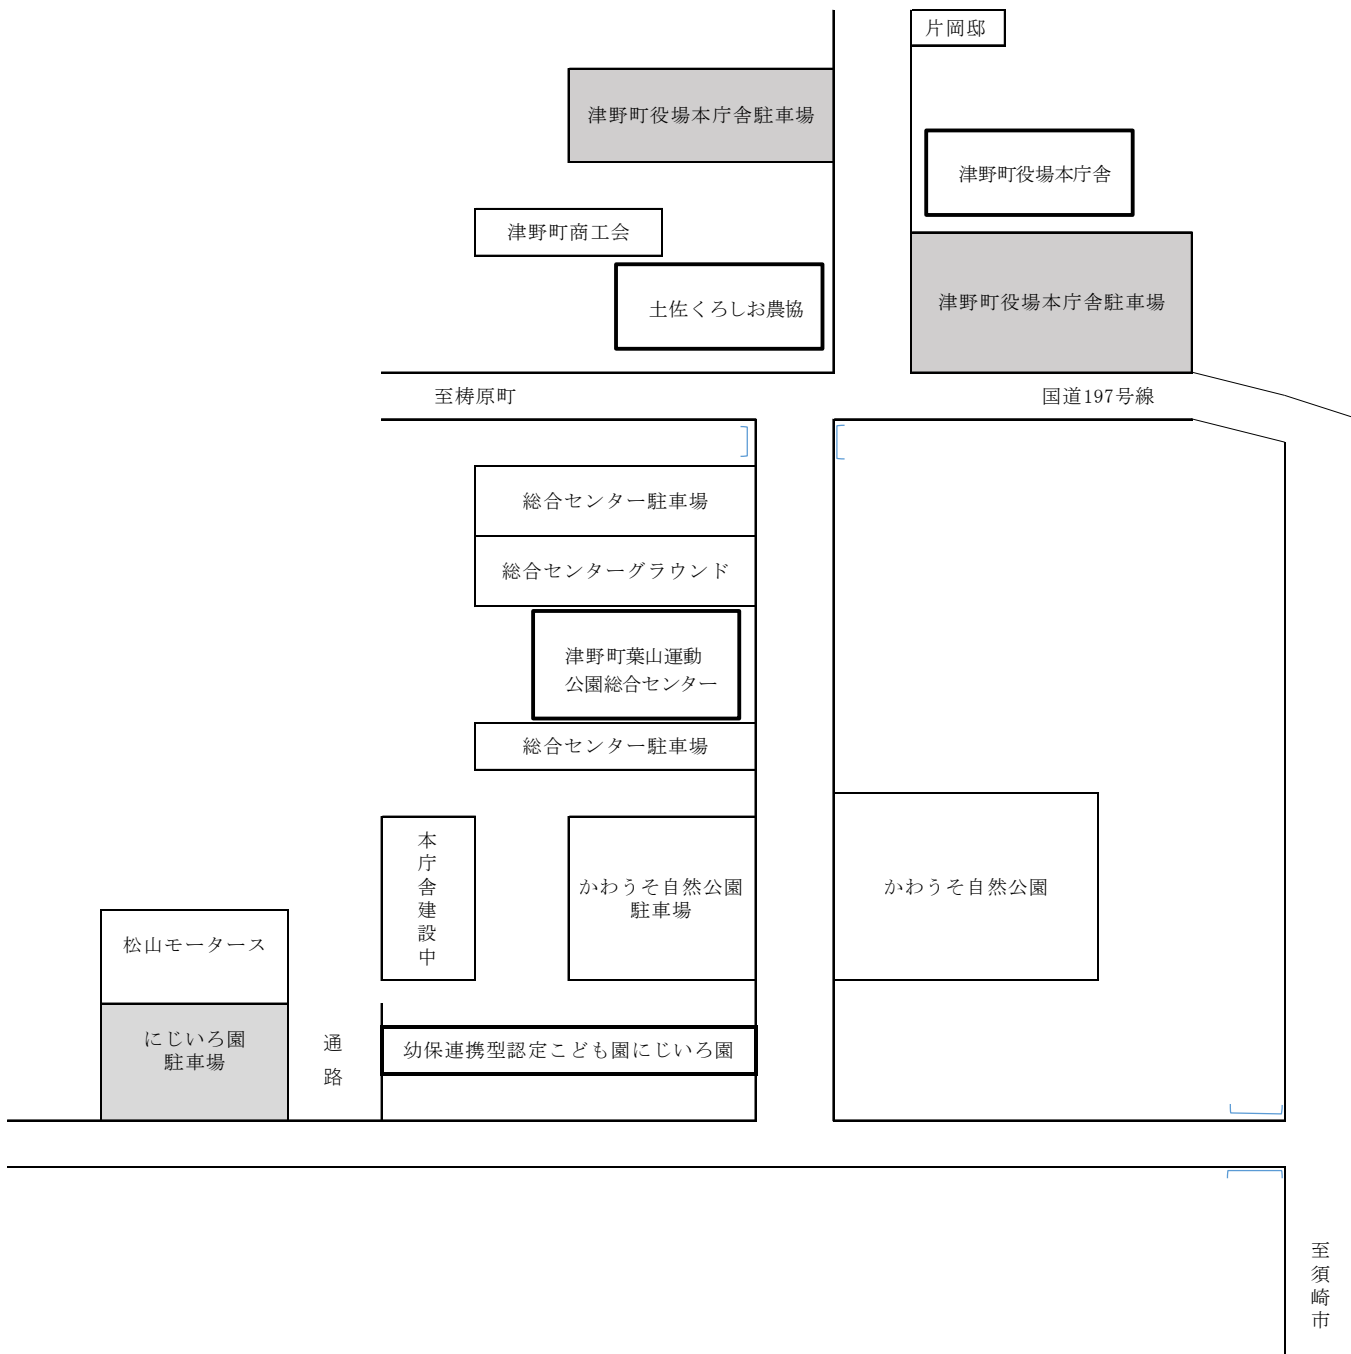 片岡邸
津野町役場本庁舎駐車場
津野町役場本庁舎
津野町商工会
土佐くろしお農協
津野町役場本庁舎駐車場
至梼原町
国道197号線
総合センター駐車場
総合センターグラウンド
津野町葉山運動
公園総合センター
総合センター駐車場
本庁舎建設中
かわうそ自然公園
駐車場
かわうそ自然公園
松山モータース
にじいろ園
駐車場
通路
幼保連携型認定こども園にじいろ園
至須崎市